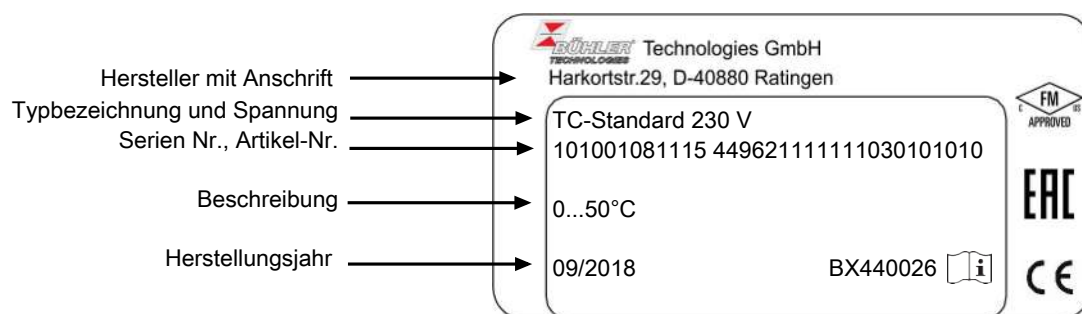 BÜHLER TECHNOLOGIES Technologies GmbH
Hersteller mit Anschrift Harkortstr.29, D-40880 Ratingen
Typbezeichnung und Spannung TC-Standard 230 V
Serien Nr., Artikel-Nr. 101001081115 449621111111030101010
Beschreibung 0...50°C
Herstellungsjahr 09/2018 BX440026 i
C FM US
APPROVED
EAC
CE